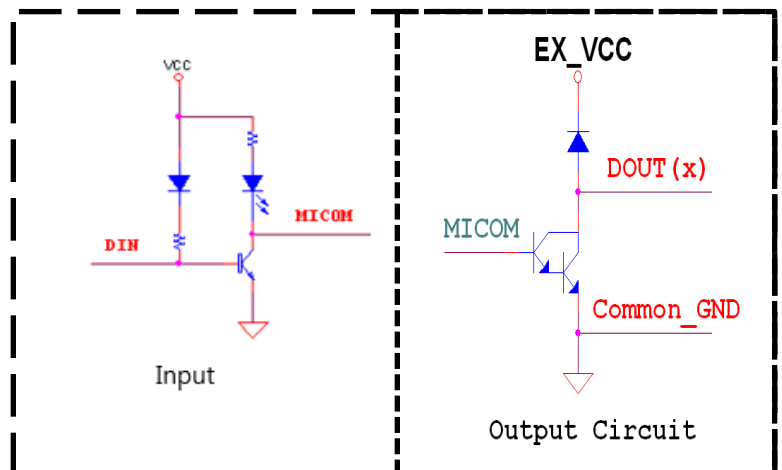 VCC
MICOM
DIN
Input
EX_VCC
DOUT(x)
MICOM
Common_GND
Output Circuit